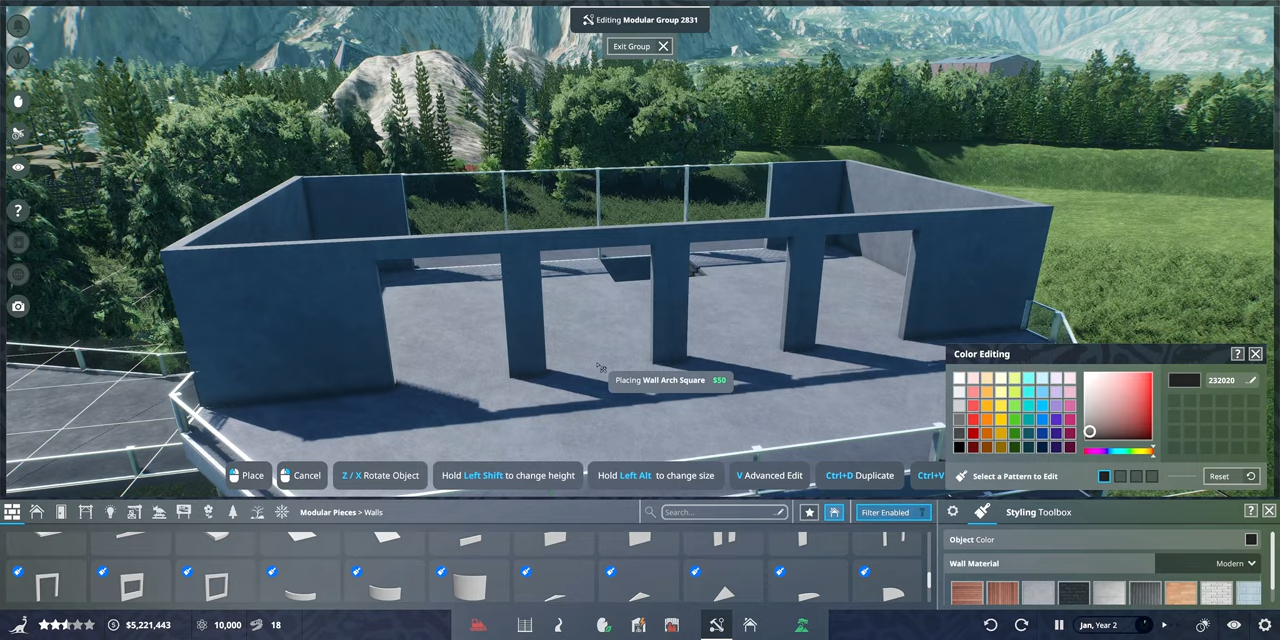 Editing Modular Group 2831
Exit Group
?
Placing Wall Arch Square $50
Color Editing ?
232020
Place
Cancel
Z / X Rotate Object
Hold Left Shift to change height
Hold Left Alt to change size
V Advanced Edit
Ctrl+D Duplicate
Ctrl+V
Select a Pattern to Edit
Reset
Modular Pieces > Walls
Search...
Filter Enabled
Styling Toolbox ?
Object Color
Wall Material Modern
$5,221,443
10,000
18
Jan, Year 2